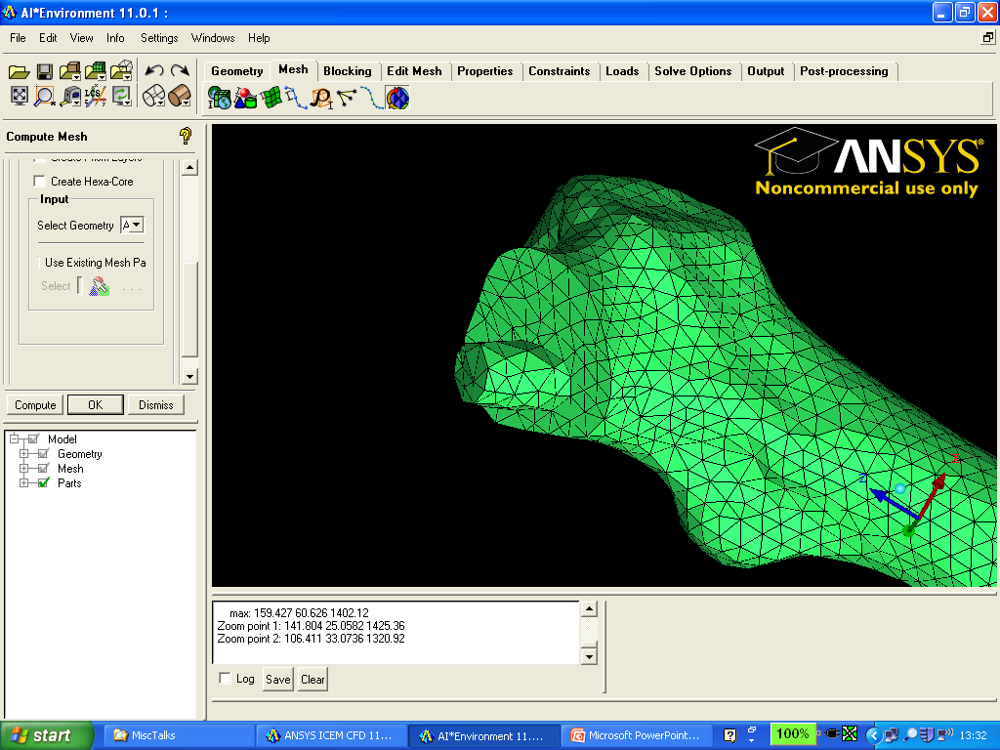 AI*Environment 11.0.1 :
File Edit View Info Settings Windows Help
Geometry Mesh Blocking Edit Mesh Properties Constraints Loads Solve Options Output Post-processing
LCS
Compute Mesh
Create Prism Layers
Create Hexa-Core
Input
Select Geometry A
Use Existing Mesh Pa
Select
Compute OK Dismiss
Model
Geometry
Mesh
Parts
ANSYS®
Noncommercial use only
Z
max: 159.427 60.626 1402.12
Zoom point 1: 141.804 25.0582 1425.36
Zoom point 2: 106.411 33.0736 1320.92
Log Save Clear
start MiscTalks ANSYS ICEM CFD 11.... AI*Environment 11.... Microsoft PowerPoint... 100% 13:32